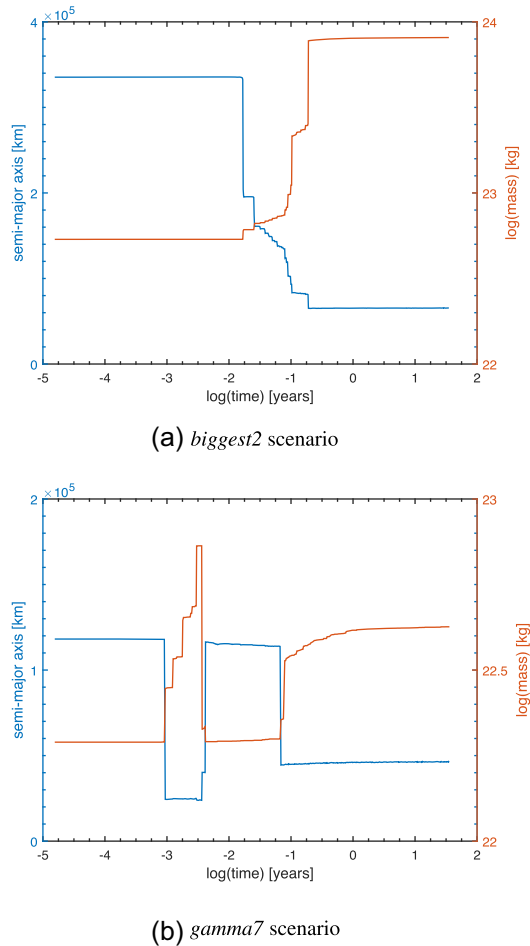 ×10⁵
4
2
0
semi-major axis [km]
24
23
22
log(mass) [kg]
-5 -4 -3 -2 -1 0 1 2
log(time) [years]
(a) biggest2 scenario
×10⁵
2
1
0
semi-major axis [km]
23
22.5
22
log(mass) [kg]
-5 -4 -3 -2 -1 0 1 2
log(time) [years]
(b) gamma7 scenario